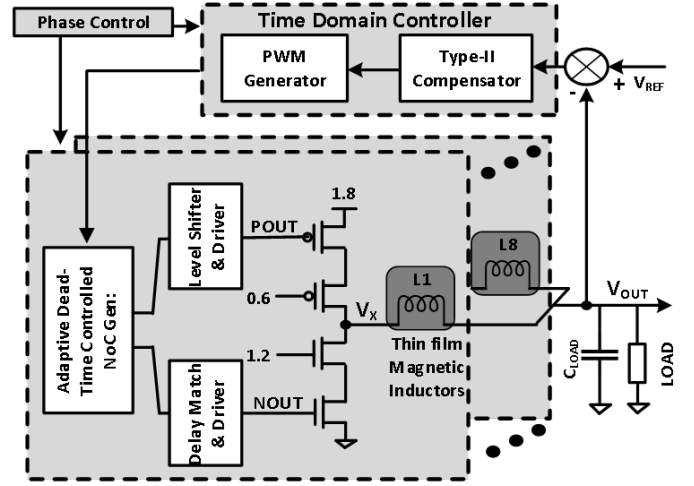 Phase Control
Time Domain Controller
PWM
Generator
Type-II
Compensator
-
+ VREF
Adaptive Dead-
Time Controlled
NoC Gen:
Level Shifter
& Driver
POUT
1.8
0.6
VX
1.2
Delay Match
& Driver
NOUT
L1
Thin film
Magnetic
Inductors
L8
VOUT
CLOAD
LOAD